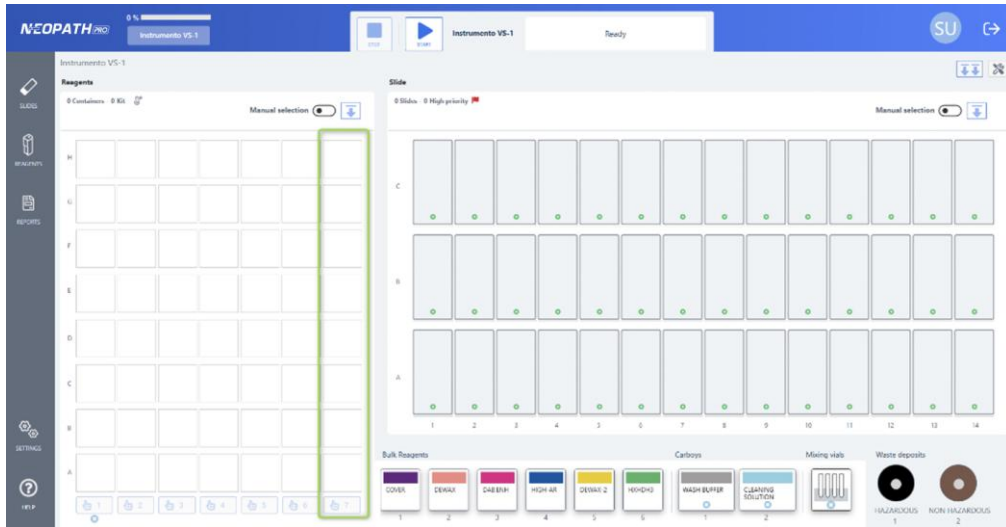 NEOPATH PRO
0 %
Instrumento VS-1
STOP
START
Instrumento VS-1
Ready
SU
SLIDES
REAGENTS
REPORTS
SETTINGS
HELP
Instrumento VS-1
Reagents
0 Containers 0 Kit
Manual selection
H
G
F
E
D
C
B
A
1 2 3 4 5 6 7
Slide
0 Slides 0 High priority
Manual selection
C
B
A
1 2 3 4 5 6 7 8 9 10 11 12 13 14
Bulk Reagents
COVER DEWAX DAB ENH HIGH AR DEWAX 2 HXHDHO
1 2 3 4 5 6
Carboys
WASH BUFFER CLEANING SOLUTION
1 2
Mixing vials
Waste deposits
HAZARDOUS NON HAZARDOUS
1 2